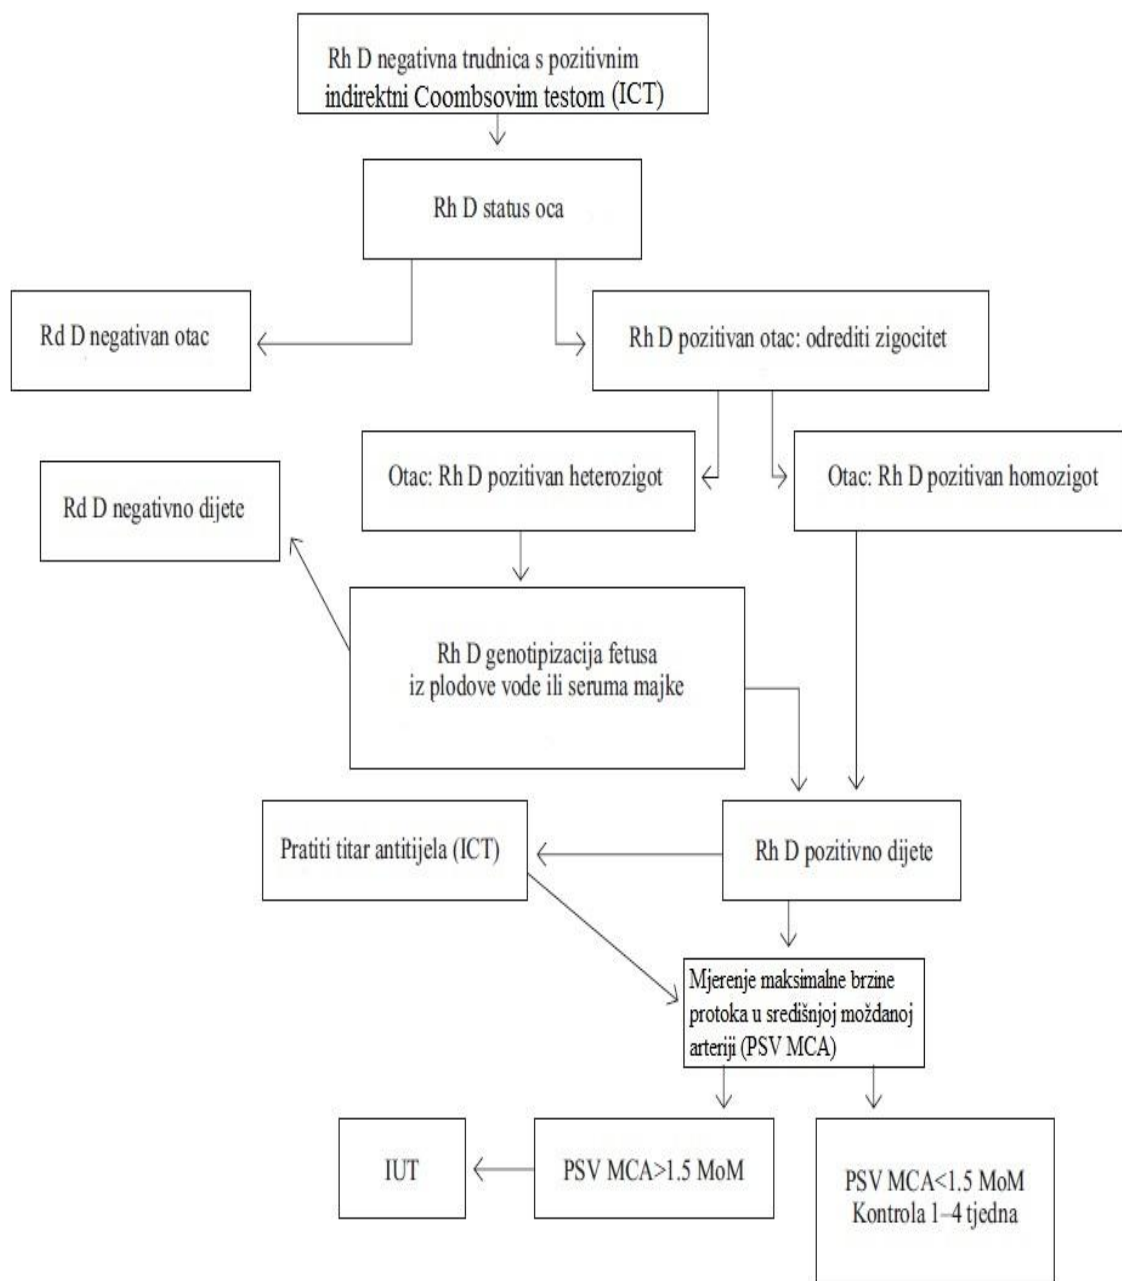 Rh D negativna trudnica s pozitivnim
indirektni Coombsovim testom (ICT)
Rh D status oca
Rd D negativan otac
Rh D pozitivan otac: odrediti zigocitet
Otac: Rh D pozitivan heterozigot
Otac: Rh D pozitivan homozigot
Rd D negativno dijete
Rh D genotipizacija fetusa
iz plodove vode ili seruma majke
Pratiti titar antitijela (ICT)
Rh D pozitivno dijete
Mjerenje maksimalne brzine
protoka u središnjoj moždanoj
arteriji (PSV MCA)
IUT
PSV MCA>1.5 MoM
PSV MCA<1.5 MoM
Kontrola 1–4 tjedna